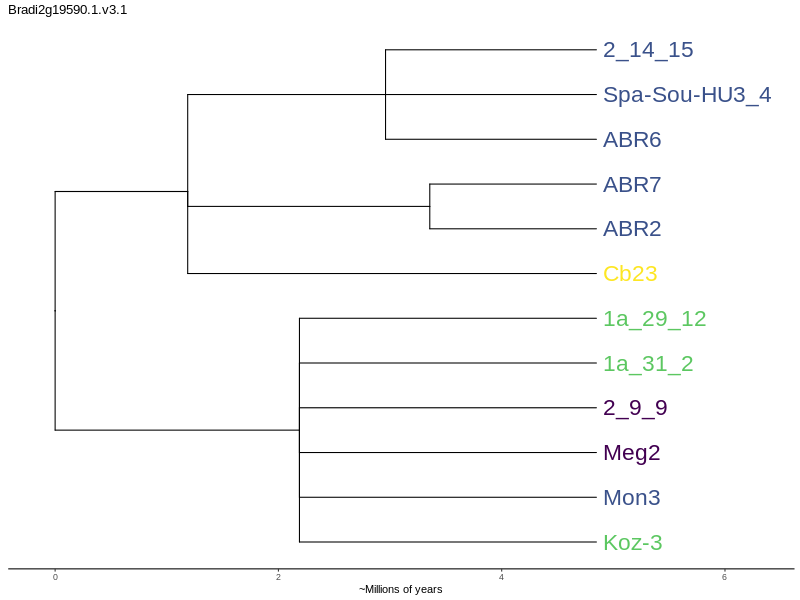 Bradi2g19590.1.v3.1
2_14_15
Spa-Sou-HU3_4
ABR6
ABR7
ABR2
Cb23
1a_29_12
1a_31_2
2_9_9
Meg2
Mon3
Koz-3
0 2 4 6
~Millions of years